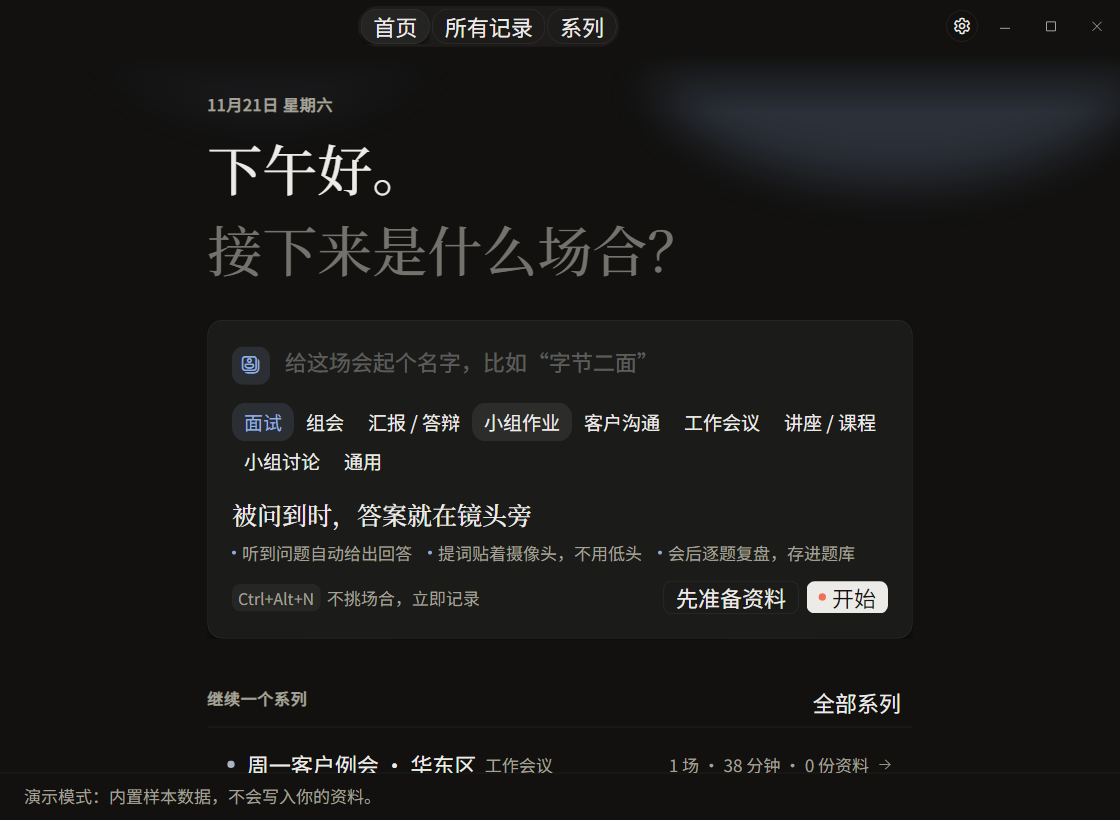 首页 所有记录 系列
11月21日 星期六
下午好。
接下来是什么场合？
给这场会起个名字，比如“字节二面”
面试 组会 汇报 / 答辩 小组作业 客户沟通 工作会议 讲座 / 课程
小组讨论 通用
被问到时，答案就在镜头旁
• 听到问题自动给出回答 • 提词贴着摄像头，不用低头 • 会后逐题复盘，存进题库
Ctrl+Alt+N 不挑场合，立即记录 先准备资料 开始
继续一个系列 全部系列
周一客户例会 · 华东区 工作会议 1 场 · 38 分钟 · 0 份资料 →
演示模式：内置样本数据，不会写入你的资料。